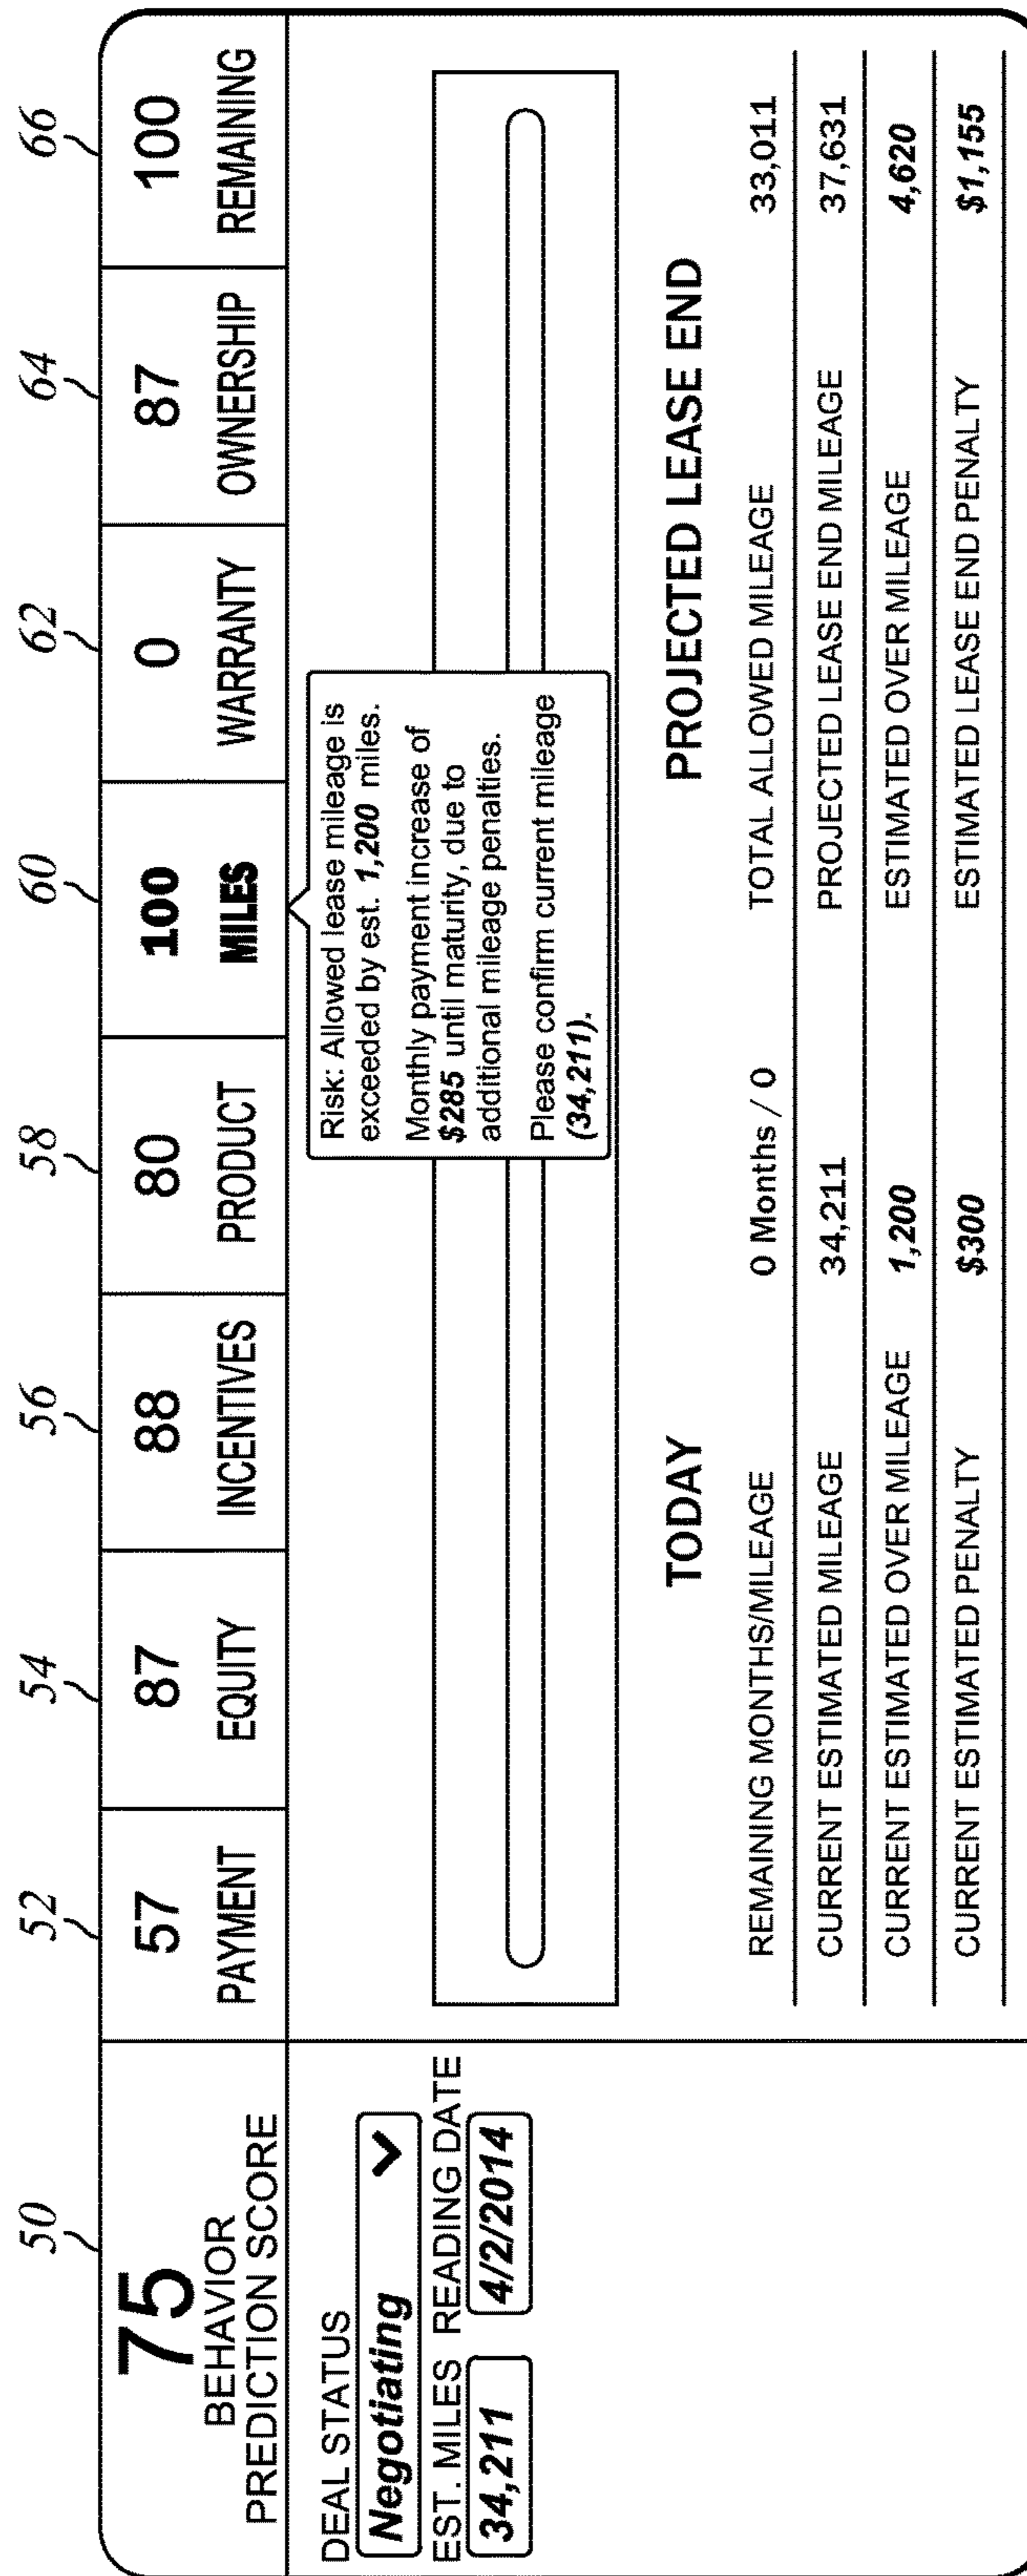 50
52
54
56
58
60
62
64
66
75
BEHAVIOR
PREDICTION SCORE
57
PAYMENT
87
EQUITY
88
INCENTIVES
80
PRODUCT
100
MILES
0
WARRANTY
87
OWNERSHIP
100
REMAINING
DEAL STATUS
Negotiating
EST. MILES READING DATE
34,211 4/2/2014
Risk: Allowed lease mileage is
exceeded by est. 1,200 miles.
Monthly payment increase of
$285 until maturity, due to
additional mileage penalties.
Please confirm current mileage
(34,211).
TODAY
REMAINING MONTHS/MILEAGE 0 Months / 0
CURRENT ESTIMATED MILEAGE 34,211
CURRENT ESTIMATED OVER MILEAGE 1,200
CURRENT ESTIMATED PENALTY $300
PROJECTED LEASE END
TOTAL ALLOWED MILEAGE 33,011
PROJECTED LEASE END MILEAGE 37,631
ESTIMATED OVER MILEAGE 4,620
ESTIMATED LEASE END PENALTY $1,155